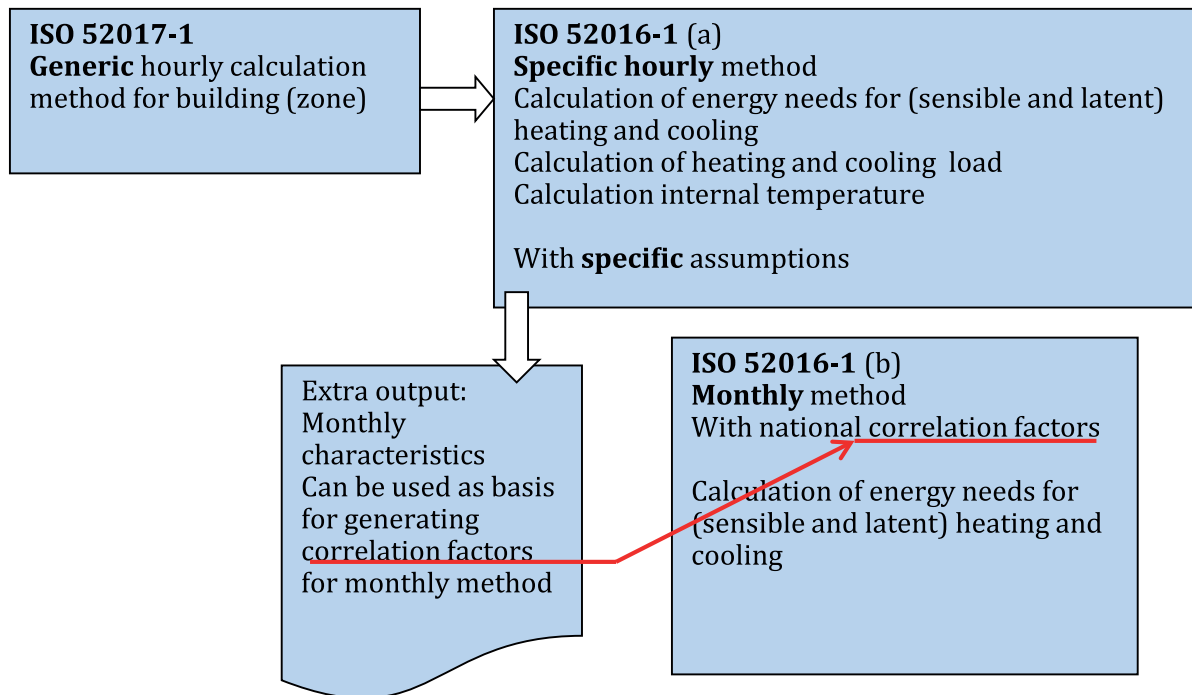 ISO 52017-1
Generic hourly calculation
method for building (zone)
ISO 52016-1 (a)
Specific hourly method
Calculation of energy needs for (sensible and latent)
heating and cooling
Calculation of heating and cooling load
Calculation internal temperature
With specific assumptions
Extra output:
Monthly
characteristics
Can be used as basis
for generating
correlation factors
for monthly method
ISO 52016-1 (b)
Monthly method
With national correlation factors
Calculation of energy needs for
(sensible and latent) heating and
cooling